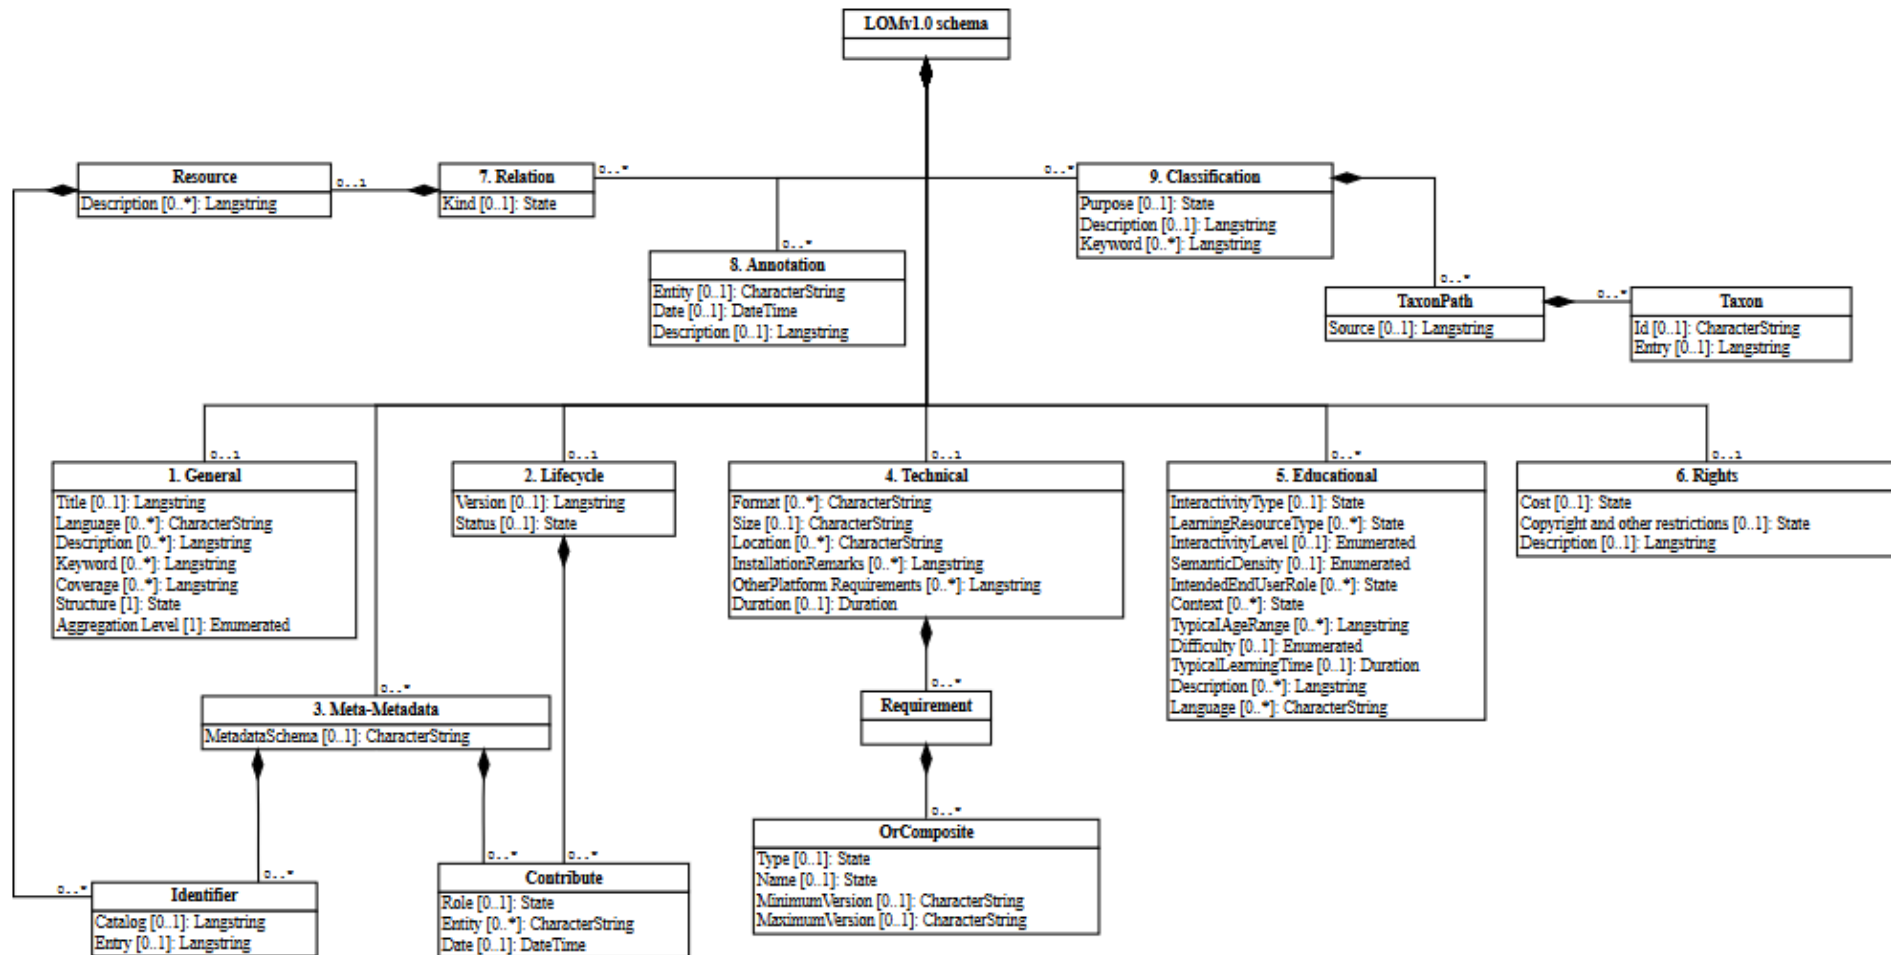 LOMv1.0 schema
Resource
Description [0..*]: Langstring
0..1
7. Relation
Kind [0..1]: State
0..*
0..*
9. Classification
Purpose [0..1]: State
Description [0..1]: Langstring
Keyword [0..*]: Langstring
0..*
8. Annotation
Entity [0..1]: CharacterString
Date [0..1]: DateTime
Description [0..1]: Langstring
0..*
TaxonPath
Source [0..1]: Langstring
0..*
Taxon
Id [0..1]: CharacterString
Entry [0..1]: Langstring
0..1
1. General
Title [0..1]: Langstring
Language [0..*]: CharacterString
Description [0..*]: Langstring
Keyword [0..*]: Langstring
Coverage [0..*]: Langstring
Structure [1]: State
Aggregation Level [1]: Enumerated
0..1
2. Lifecycle
Version [0..1]: Langstring
Status [0..1]: State
0..1
4. Technical
Format [0..*]: CharacterString
Size [0..1]: CharacterString
Location [0..*]: CharacterString
InstallationRemarks [0..*]: Langstring
OtherPlatform Requirements [0..*]: Langstring
Duration [0..1]: Duration
0..*
5. Educational
InteractivityType [0..1]: State
LearningResourceType [0..*]: State
InteractivityLevel [0..1]: Enumerated
SemanticDensity [0..1]: Enumerated
IntendedEndUserRole [0..*]: State
Context [0..*]: State
TypicalAgeRange [0..*]: Langstring
Difficulty [0..1]: Enumerated
TypicalLearningTime [0..1]: Duration
Description [0..*]: Langstring
Language [0..*]: CharacterString
0..1
6. Rights
Cost [0..1]: State
Copyright and other restrictions [0..1]: State
Description [0..1]: Langstring
0..*
3. Meta-Metadata
MetadataSchema [0..1]: CharacterString
0..*
Requirement
0..*
OrComposite
Type [0..1]: State
Name [0..1]: State
MinimumVersion [0..1]: CharacterString
MaximumVersion [0..1]: CharacterString
0..*
0..*
Identifier
Catalog [0..1]: Langstring
Entry [0..1]: Langstring
0..*
0..*
Contribute
Role [0..1]: State
Entity [0..*]: CharacterString
Date [0..1]: DateTime